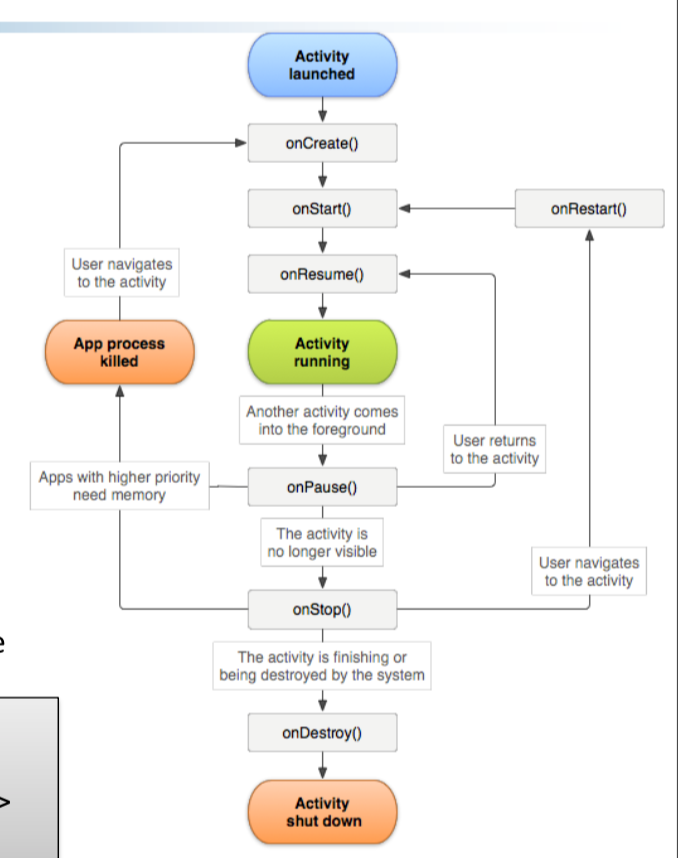 Activity
launched
onCreate()
onStart()
onRestart()
onResume()
User navigates
to the activity
App process
killed
Activity
running
Another activity comes
into the foreground
User returns
to the activity
Apps with higher priority
need memory
onPause()
The activity is
no longer visible
User navigates
to the activity
onStop()
e
The activity is finishing or
being destroyed by the system
onDestroy()
>
Activity
shut down